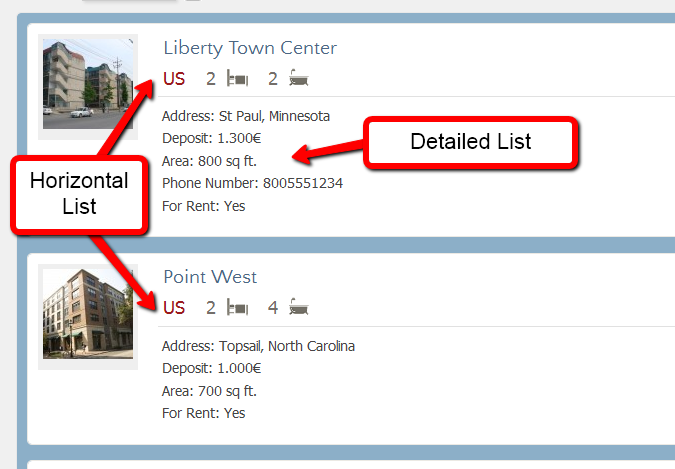 Liberty Town Center
US 2 2
Address: St Paul, Minnesota
Deposit: 1.300€
Detailed List
Area: 800 sq ft.
Phone Number: 8005551234
For Rent: Yes
Horizontal
List
Point West
US 2 4
Address: Topsail, North Carolina
Deposit: 1.000€
Area: 700 sq ft.
For Rent: Yes